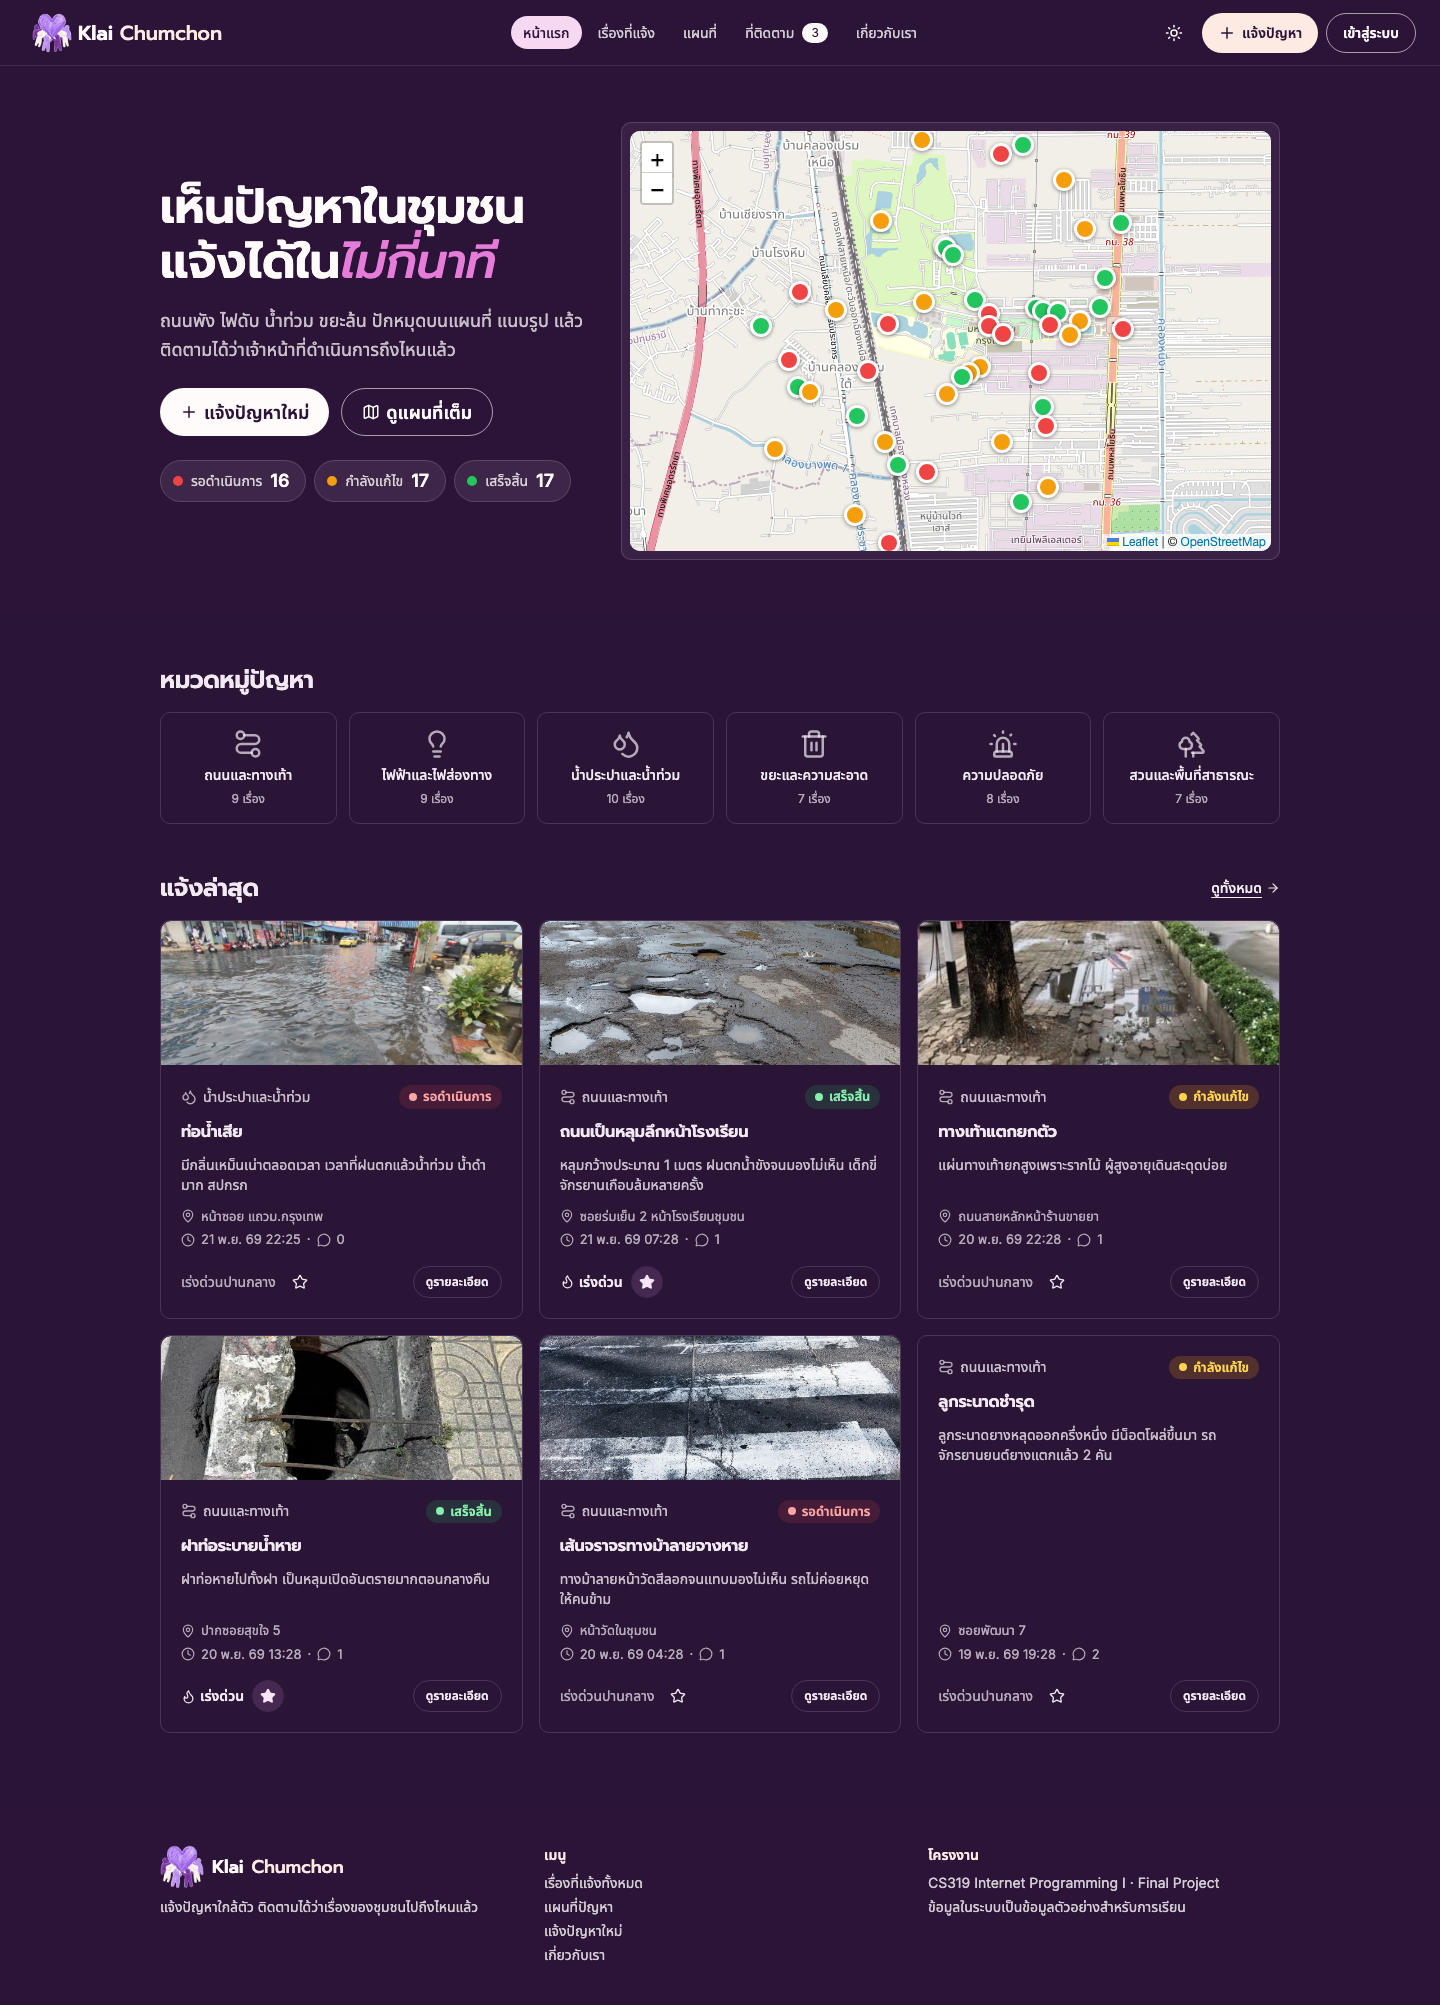 Klai Chumchon
หน้าแรก
เรื่องที่แจ้ง
แผนที่
ที่ติดตาม 3
เกี่ยวกับเรา
แจ้งปัญหา
เข้าสู่ระบบ
เห็นปัญหาในชุมชน
แจ้งได้ในไม่กี่นาที
ถนนพัง ไฟดับ น้ำท่วม ขยะล้น ปักหมุดบนแผนที่ แนบรูป แล้ว
ติดตามได้ว่าเจ้าหน้าที่ดำเนินการถึงไหนแล้ว
แจ้งปัญหาใหม่
ดูแผนที่เต็ม
รอดำเนินการ 16
กำลังแก้ไข 17
เสร็จสิ้น 17
+
−
บ้านคลองเปรม
เหนือ
กม. 39
บ้านเชียงราก
บ้านโรงหีบ
กม. 38
บ้านท่ากะชะ
ใต้
กม. 36
หมู่บ้านไวท์
เฮาส์
เทยินโพลีเอสเตอร์
Leaflet | © OpenStreetMap
หมวดหมู่ปัญหา
ถนนและทางเท้า
9 เรื่อง
ไฟฟ้าและไฟส่องทาง
9 เรื่อง
น้ำประปาและน้ำท่วม
10 เรื่อง
ขยะและความสะอาด
7 เรื่อง
ความปลอดภัย
8 เรื่อง
สวนและพื้นที่สาธารณะ
7 เรื่อง
แจ้งล่าสุด
ดูทั้งหมด
น้ำประปาและน้ำท่วม
รอดำเนินการ
ท่อน้ำเสีย
มีกลิ่นเหม็นเน่าตลอดเวลา เวลาที่ฝนตกแล้วน้ำท่วม น้ำดำ
มาก สปกรก
หน้าซอย แถวม.กรุงเทพ
21 พ.ย. 69 22:25 · 0
เร่งด่วนปานกลาง
ดูรายละเอียด
ถนนและทางเท้า
เสร็จสิ้น
ถนนเป็นหลุมลึกหน้าโรงเรียน
หลุมกว้างประมาณ 1 เมตร ฝนตกน้ำขังจนมองไม่เห็น เด็กขี่
จักรยานเกือบล้มหลายครั้ง
ซอยร่มเย็น 2 หน้าโรงเรียนชุมชน
21 พ.ย. 69 07:28 · 1
เร่งด่วน
ดูรายละเอียด
ถนนและทางเท้า
กำลังแก้ไข
ทางเท้าแตกยกตัว
แผ่นทางเท้ายกสูงเพราะรากไม้ ผู้สูงอายุเดินสะดุดบ่อย
ถนนสายหลักหน้าร้านขายยา
20 พ.ย. 69 22:28 · 1
เร่งด่วนปานกลาง
ดูรายละเอียด
ถนนและทางเท้า
เสร็จสิ้น
ฝาท่อระบายน้ำหาย
ฝาท่อหายไปทั้งฝา เป็นหลุมเปิดอันตรายมากตอนกลางคืน
ปากซอยสุขใจ 5
20 พ.ย. 69 13:28 · 1
เร่งด่วน
ดูรายละเอียด
ถนนและทางเท้า
รอดำเนินการ
เส้นจราจรทางม้าลายจางหาย
ทางม้าลายหน้าวัดสีลอกจนแทบมองไม่เห็น รถไม่ค่อยหยุด
ให้คนข้าม
หน้าวัดในชุมชน
20 พ.ย. 69 04:28 · 1
เร่งด่วนปานกลาง
ดูรายละเอียด
ถนนและทางเท้า
กำลังแก้ไข
ลูกระนาดชำรุด
ลูกระนาดยางหลุดออกครึ่งหนึ่ง มีน็อตโผล่ขึ้นมา รถ
จักรยานยนต์ยางแตกแล้ว 2 คัน
ซอยพัฒนา 7
19 พ.ย. 69 19:28 · 2
เร่งด่วนปานกลาง
ดูรายละเอียด
Klai Chumchon
แจ้งปัญหาใกล้ตัว ติดตามได้ว่าเรื่องของชุมชนไปถึงไหนแล้ว
เมนู
เรื่องที่แจ้งทั้งหมด
แผนที่ปัญหา
แจ้งปัญหาใหม่
เกี่ยวกับเรา
โครงงาน
CS319 Internet Programming I · Final Project
ข้อมูลในระบบเป็นข้อมูลตัวอย่างสำหรับการเรียน